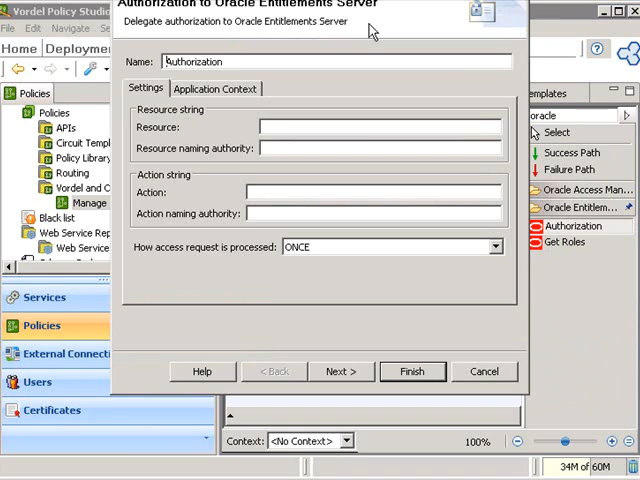 Vordel Policy Studio
Authorization to Oracle Entitlements Server
Delegate authorization to Oracle Entitlements Server
File Edit Navigate
Home Deployme
Policies
Policies
APIs
Circuit Templ
Policy Library
Routing
Vordel and O
Manage
Black list
Web Service Rep
Web Service
Services
Policies
External Connecti
Users
Certificates
Name: Authorization
Settings Application Context
Resource string
Resource:
Resource naming authority:
Action string
Action:
Action naming authority:
How access request is processed: ONCE
Help < Back Next > Finish Cancel
emplates
oracle
Select
Success Path
Failure Path
Oracle Access Man...
Oracle Entitlem...
Authorization
Get Roles
Context: <No Context> 100%
34M of 60M